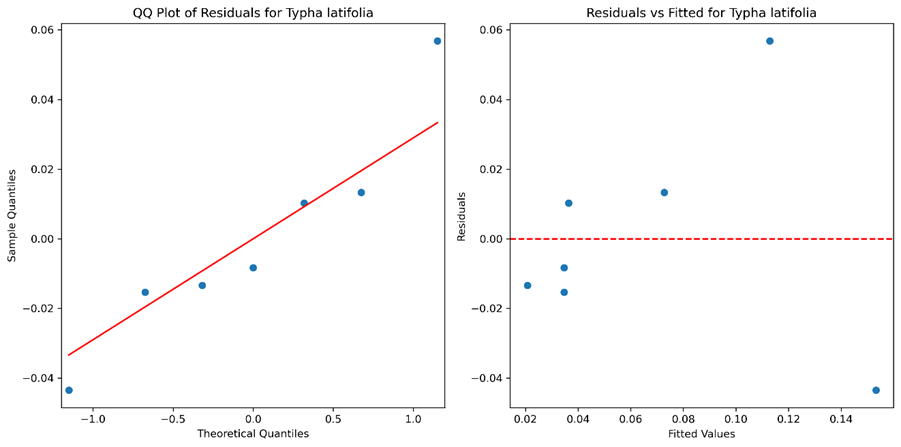 QQ Plot of Residuals for Typha latifolia
0.06
0.04
0.02
0.00
−0.02
−0.04
Sample Quantiles
−1.0 −0.5 0.0 0.5 1.0
Theoretical Quantiles
Residuals vs Fitted for Typha latifolia
0.06
0.04
0.02
0.00
−0.02
−0.04
Residuals
0.02 0.04 0.06 0.08 0.10 0.12 0.14
Fitted Values